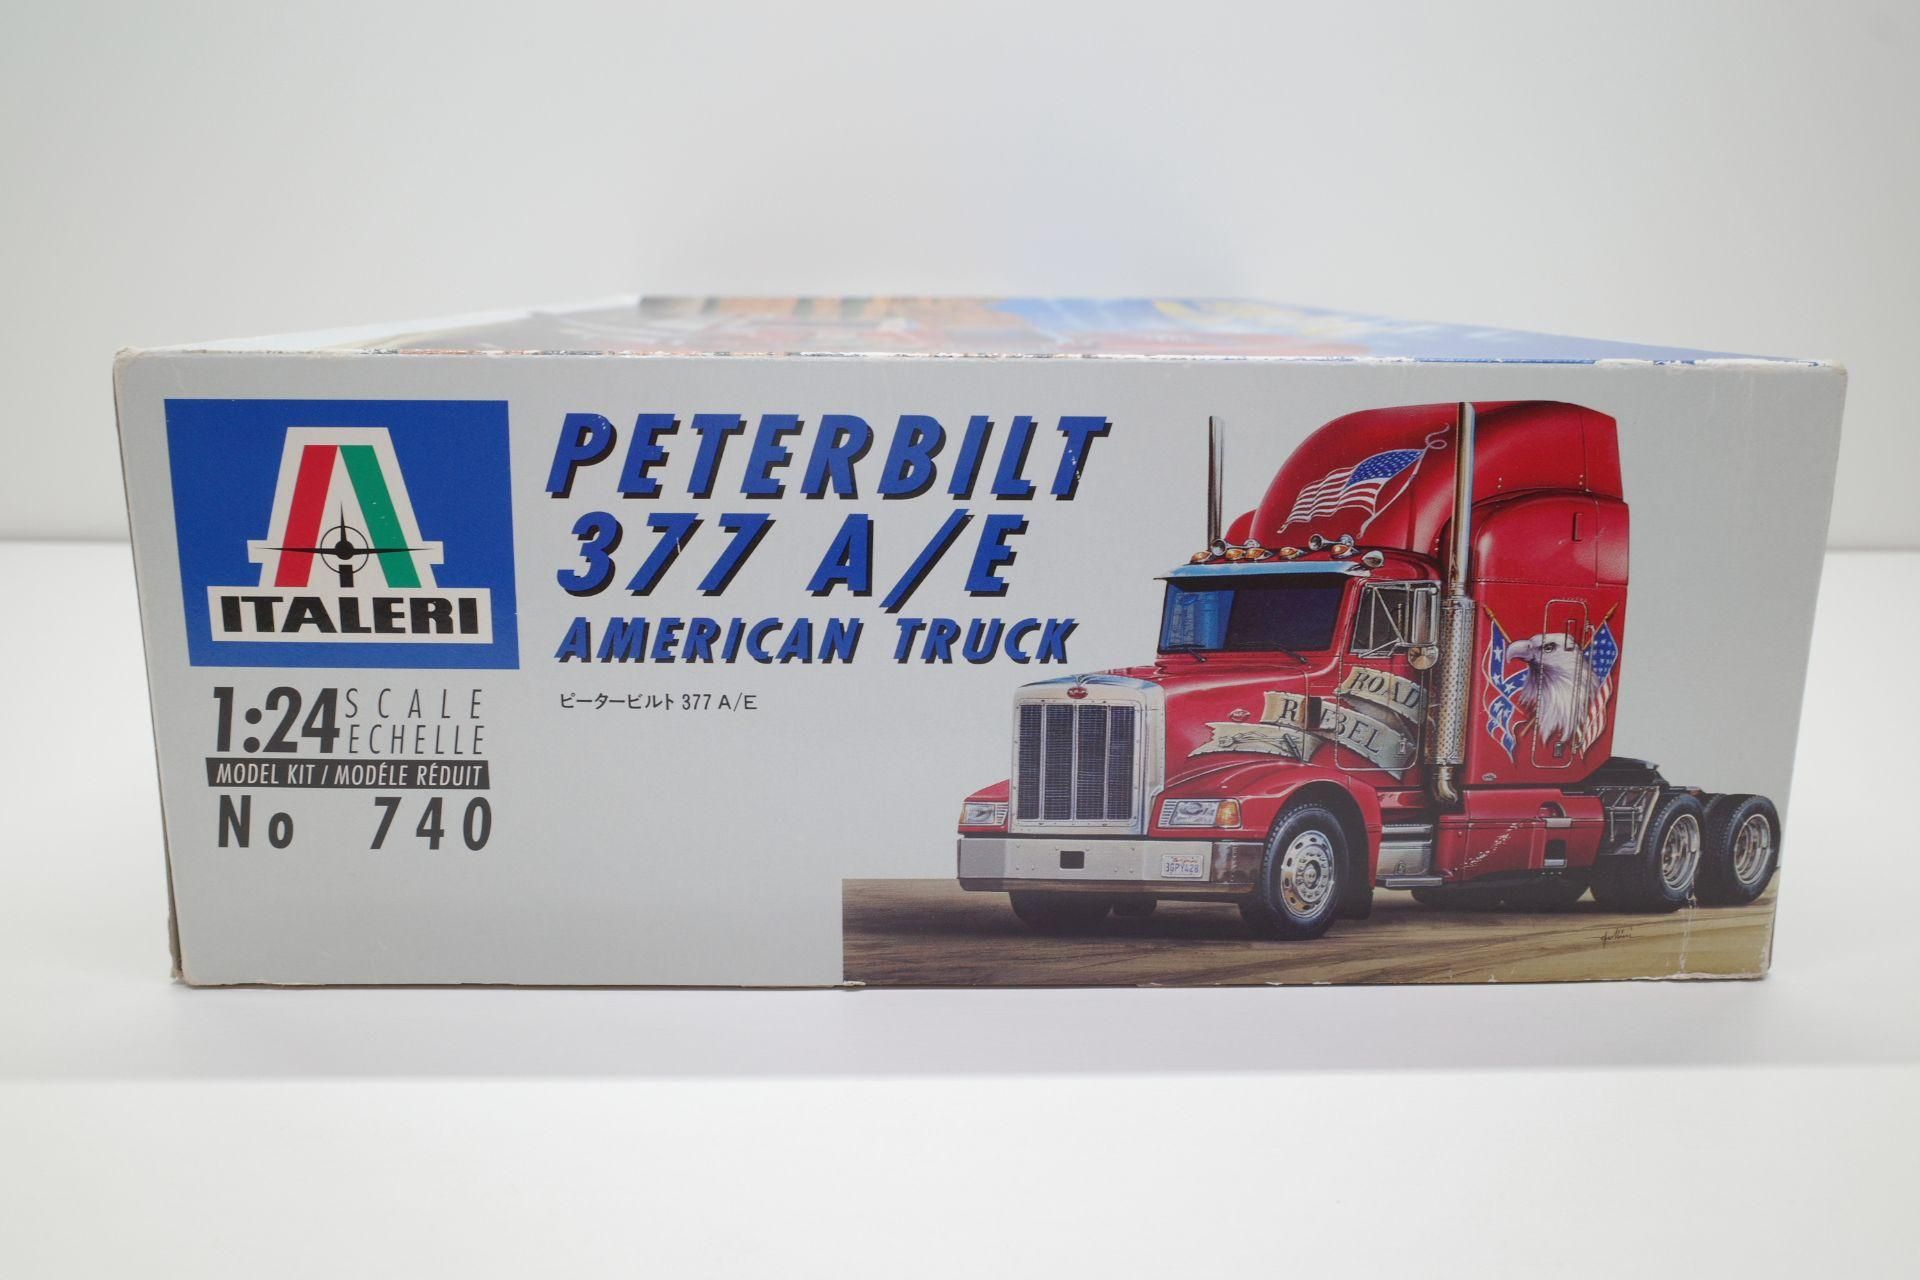 ITALERI
1:24 SCALE
ECHELLE
MODEL KIT / MODÉLE RÉDUIT
No 740
PETERBILT
377 A/E
AMERICAN TRUCK
ピータービルト 377 A/E
ROAD
REBEL
3GPY428